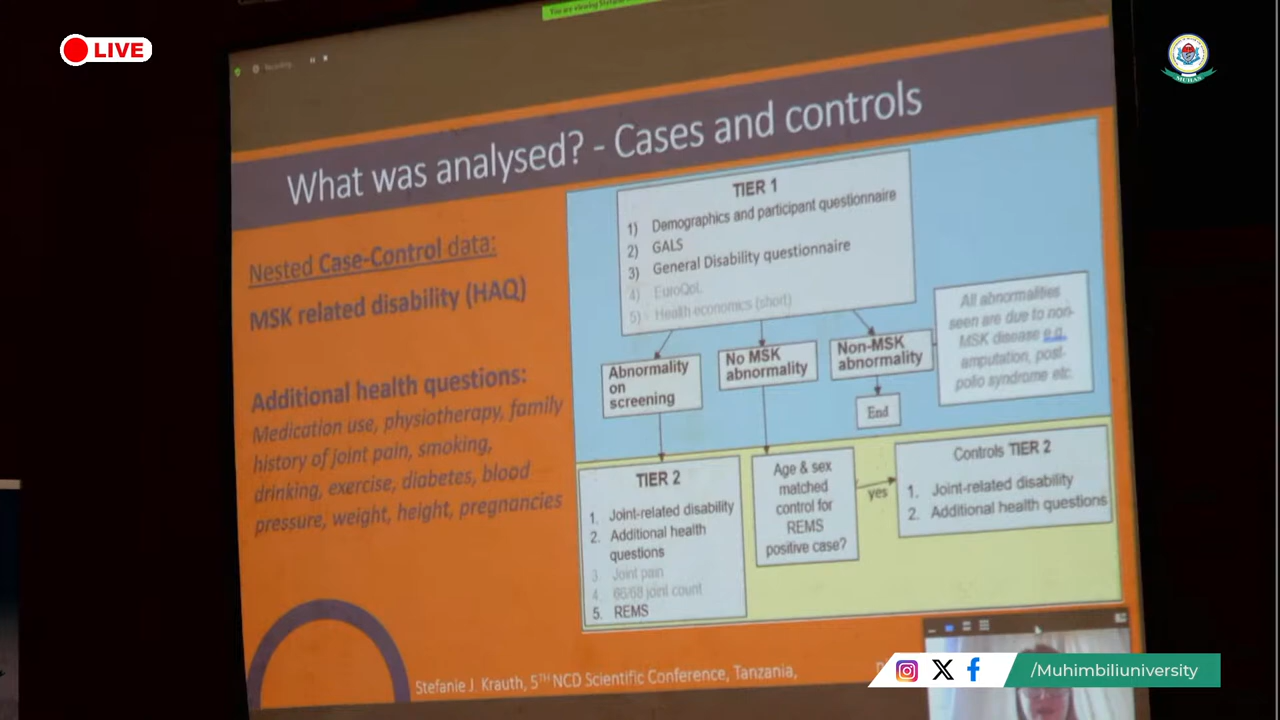 LIVE
You are viewing Stefanie
Recording
MUHAS
What was analysed? - Cases and controls
Nested Case-Control data:
MSK related disability (HAQ)
Additional health questions:
Medication use, physiotherapy, family
history of joint pain, smoking,
drinking, exercise, diabetes, blood
pressure, weight, height, pregnancies
TIER 1
1) Demographics and participant questionnaire
2) GALS
3) General Disability questionnaire
4) EuroQoL
5) Health economics (short)
Abnormality
on
screening
No MSK
abnormality
Non-MSK
abnormality
All abnormalities
seen are due to non-
MSK disease e.g.
amputation, post-
polio syndrome etc.
End
TIER 2
1. Joint-related disability
2. Additional health
questions
3. Joint pain
4. 66/68 joint count
5. REMS
Age & sex
matched
control for
REMS
positive case?
yes
Controls TIER 2
1. Joint-related disability
2. Additional health questions
Stefanie J. Krauth, 5TH NCD Scientific Conference, Tanzania,
/Muhimbiliuniversity